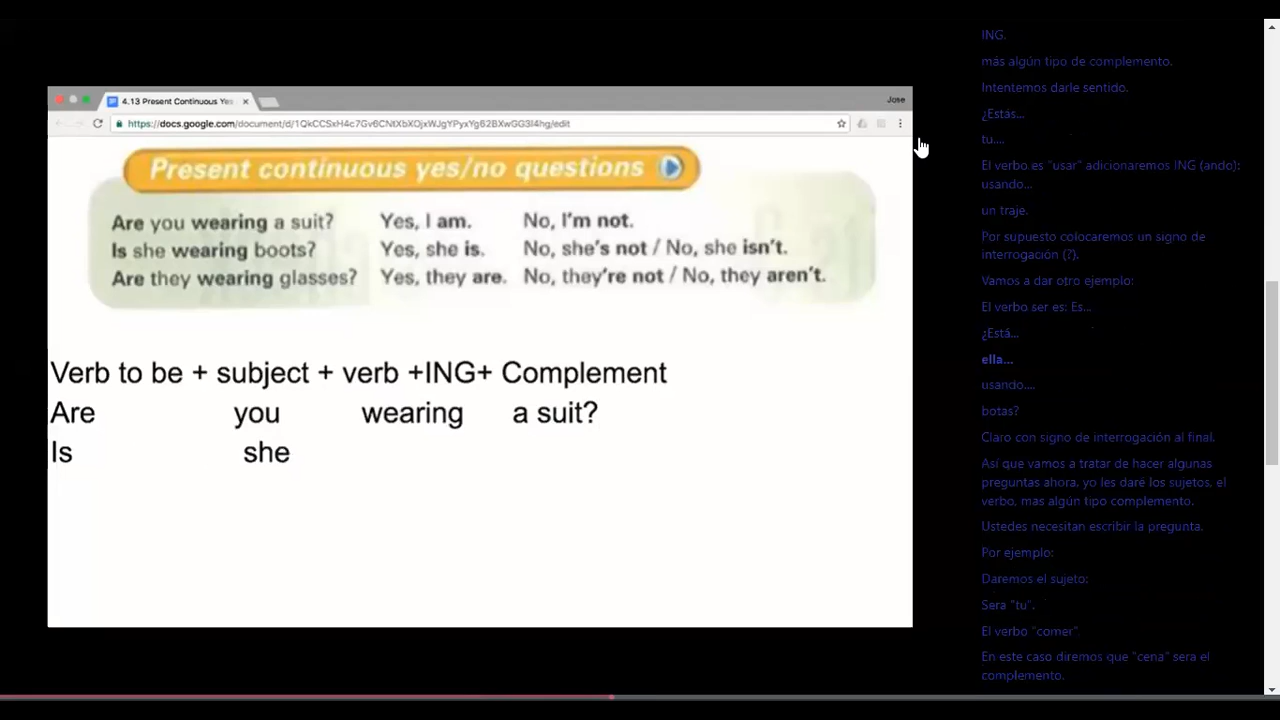 4.13 Present Continuous Yes
Jose
https://docs.google.com/document/d/1QkCCSxH4c7Gv6CNtXbXOjxWJgYPyxYg62BXwGG3l4hg/edit
Present continuous yes/no questions
Are you wearing a suit? Yes, I am. No, I'm not.
Is she wearing boots? Yes, she is. No, she's not / No, she isn't.
Are they wearing glasses? Yes, they are. No, they're not / No, they aren't.
Verb to be + subject + verb +ING+ Complement
Are you wearing a suit?
Is she
ING.
más algún tipo de complemento.
Intentemos darle sentido.
¿Estás...
tu....
El verbo es "usar" adicionaremos ING (ando):
usando...
un traje.
Por supuesto colocaremos un signo de
interrogación (?).
Vamos a dar otro ejemplo:
El verbo ser es: Es...
¿Está...
ella...
usando....
botas?
Claro con signo de interrogación al final.
Así que vamos a tratar de hacer algunas
preguntas ahora, yo les daré los sujetos, el
verbo, mas algún tipo complemento.
Ustedes necesitan escribir la pregunta.
Por ejemplo:
Daremos el sujeto;
Sera "tu".
El verbo "comer"
En este caso diremos que "cena" sera el
complemento.